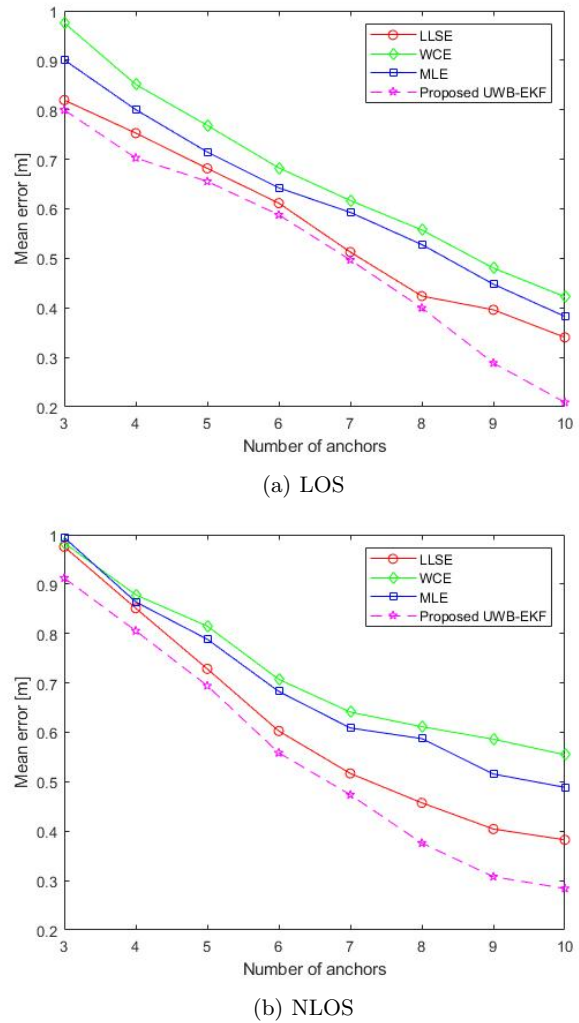 1
0.9
0.8
0.7
0.6
0.5
0.4
0.3
0.2
Mean error [m]
LLSE
WCE
MLE
Proposed UWB-EKF
3 4 5 6 7 8 9 10
Number of anchors
(a) LOS
1
0.9
0.8
0.7
0.6
0.5
0.4
0.3
0.2
Mean error [m]
LLSE
WCE
MLE
Proposed UWB-EKF
3 4 5 6 7 8 9 10
Number of anchors
(b) NLOS